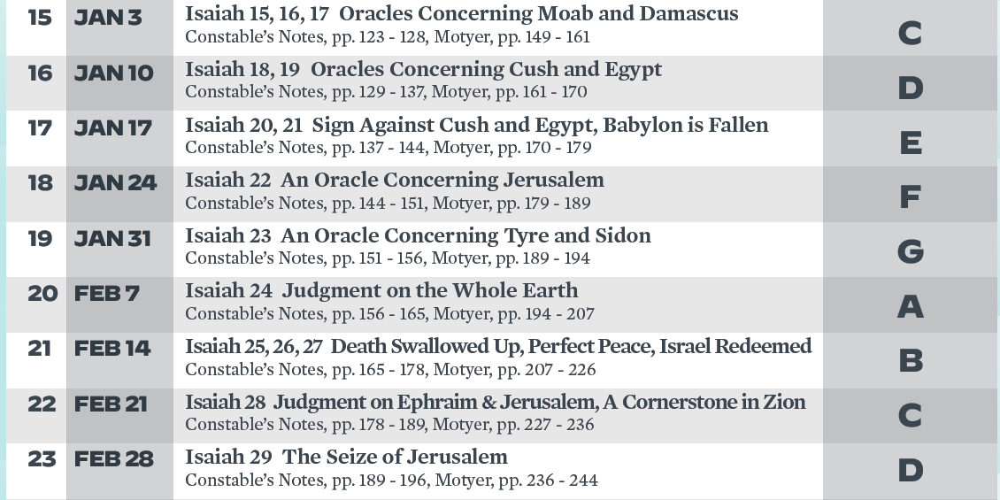 15 JAN 3 Isaiah 15, 16, 17 Oracles Concerning Moab and Damascus
Constable’s Notes, pp. 123 - 128, Motyer, pp. 149 - 161
C
16 JAN 10 Isaiah 18, 19 Oracles Concerning Cush and Egypt
Constable’s Notes, pp. 129 - 137, Motyer, pp. 161 - 170
D
17 JAN 17 Isaiah 20, 21 Sign Against Cush and Egypt, Babylon is Fallen
Constable’s Notes, pp. 137 - 144, Motyer, pp. 170 - 179
E
18 JAN 24 Isaiah 22 An Oracle Concerning Jerusalem
Constable’s Notes, pp. 144 - 151, Motyer, pp. 179 - 189
F
19 JAN 31 Isaiah 23 An Oracle Concerning Tyre and Sidon
Constable’s Notes, pp. 151 - 156, Motyer, pp. 189 - 194
G
20 FEB 7 Isaiah 24 Judgment on the Whole Earth
Constable’s Notes, pp. 156 - 165, Motyer, pp. 194 - 207
A
21 FEB 14 Isaiah 25, 26, 27 Death Swallowed Up, Perfect Peace, Israel Redeemed
Constable’s Notes, pp. 165 - 178, Motyer, pp. 207 - 226
B
22 FEB 21 Isaiah 28 Judgment on Ephraim & Jerusalem, A Cornerstone in Zion
Constable’s Notes, pp. 178 - 189, Motyer, pp. 227 - 236
C
23 FEB 28 Isaiah 29 The Seize of Jerusalem
Constable’s Notes, pp. 189 - 196, Motyer, pp. 236 - 244
D